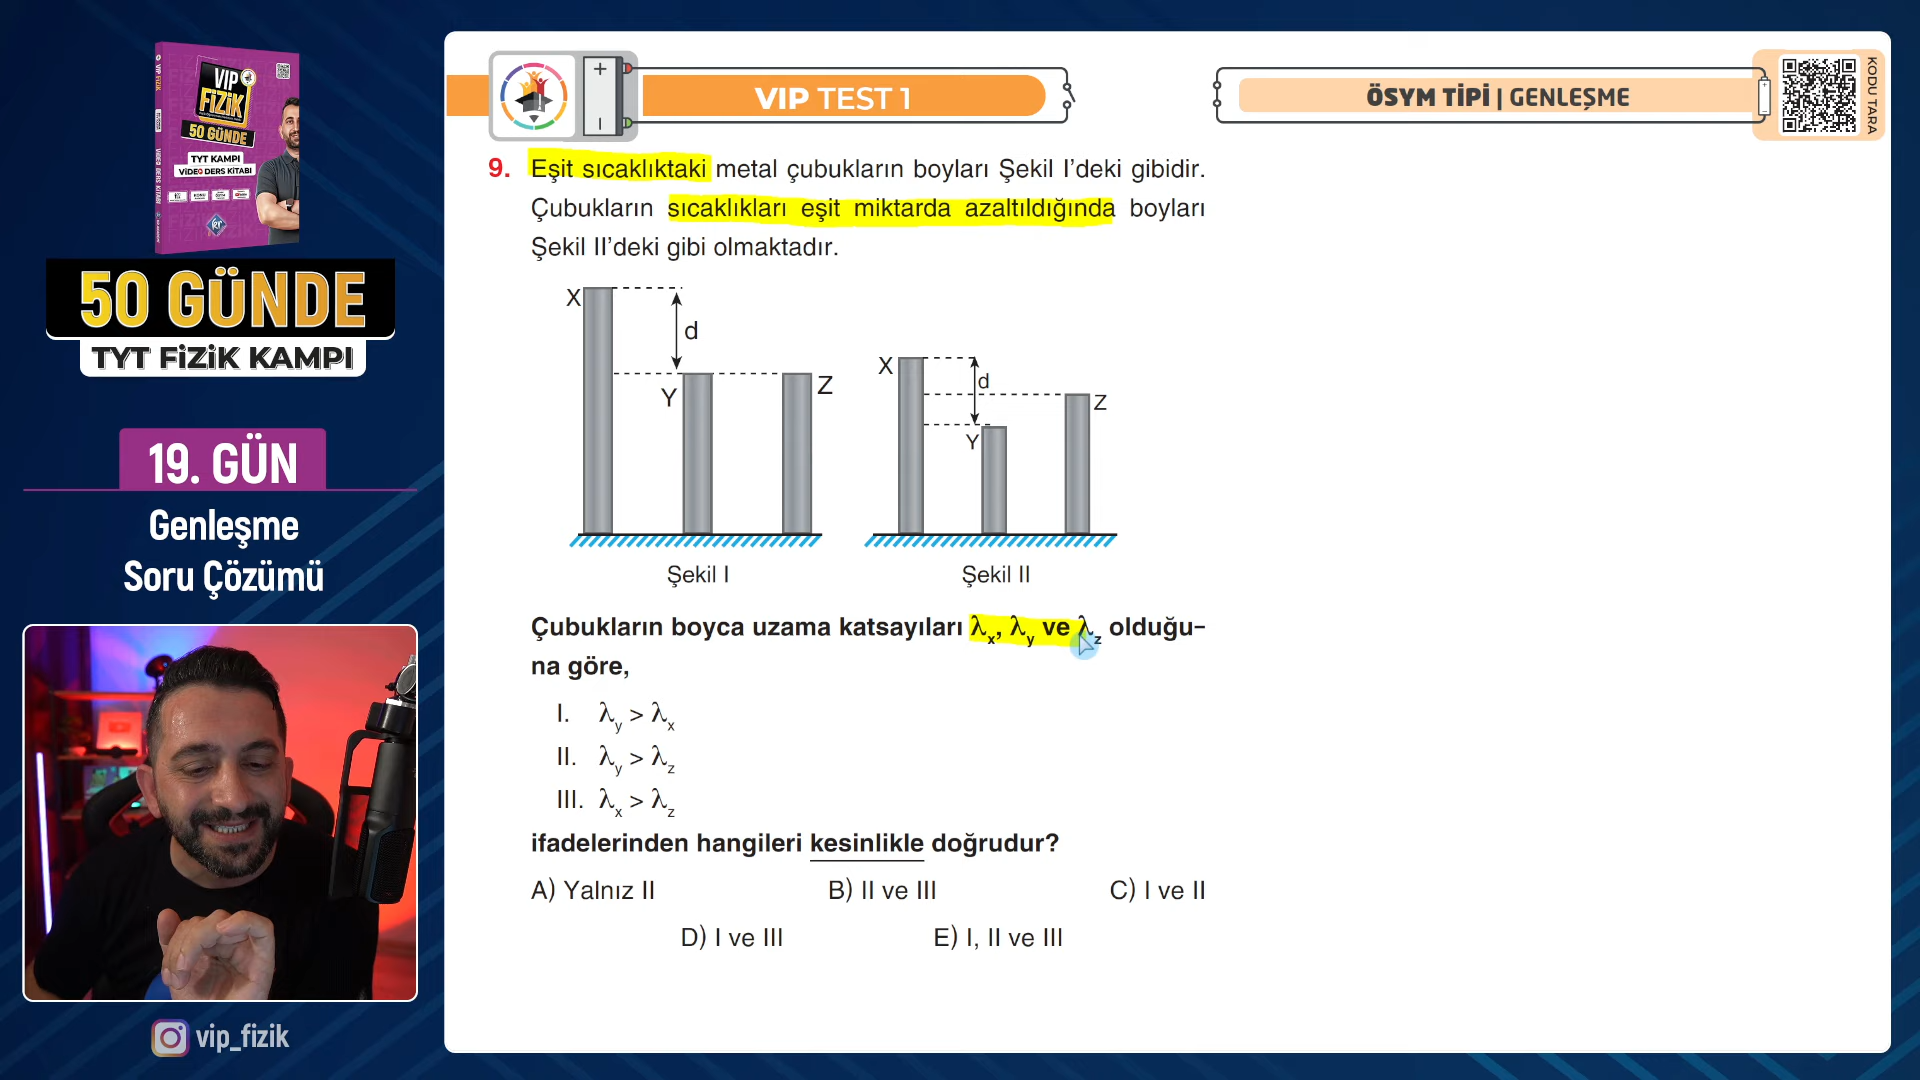 VIP
FİZİK
50 GÜNDE
TYT KAMPI
VİDEO DERS KİTABI
50 GÜNDE
TYT FİZİK KAMPI
19. GÜN
Genleşme
Soru Çözümü
vip_fizik
VIP TEST 1
ÖSYM TİPİ | GENLEŞME
KODU TARA
9. Eşit sıcaklıktaki metal çubukların boyları Şekil I'deki gibidir.
Çubukların sıcaklıkları eşit miktarda azaltıldığında boyları
Şekil II'deki gibi olmaktadır.
X
d
Y
Z
Şekil I
X
d
Y
Z
Şekil II
Çubukların boyca uzama katsayıları λx, λy ve λz olduğu-
na göre,
I. λy > λx
II. λy > λz
III. λx > λz
ifadelerinden hangileri kesinlikle doğrudur?
A) Yalnız II B) II ve III C) I ve II
D) I ve III E) I, II ve III